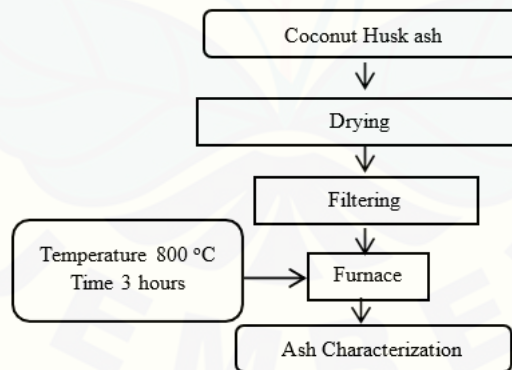 Coconut Husk ash
Drying
Filtering
Temperature 800 °C
Time 3 hours
Furnace
Ash Characterization